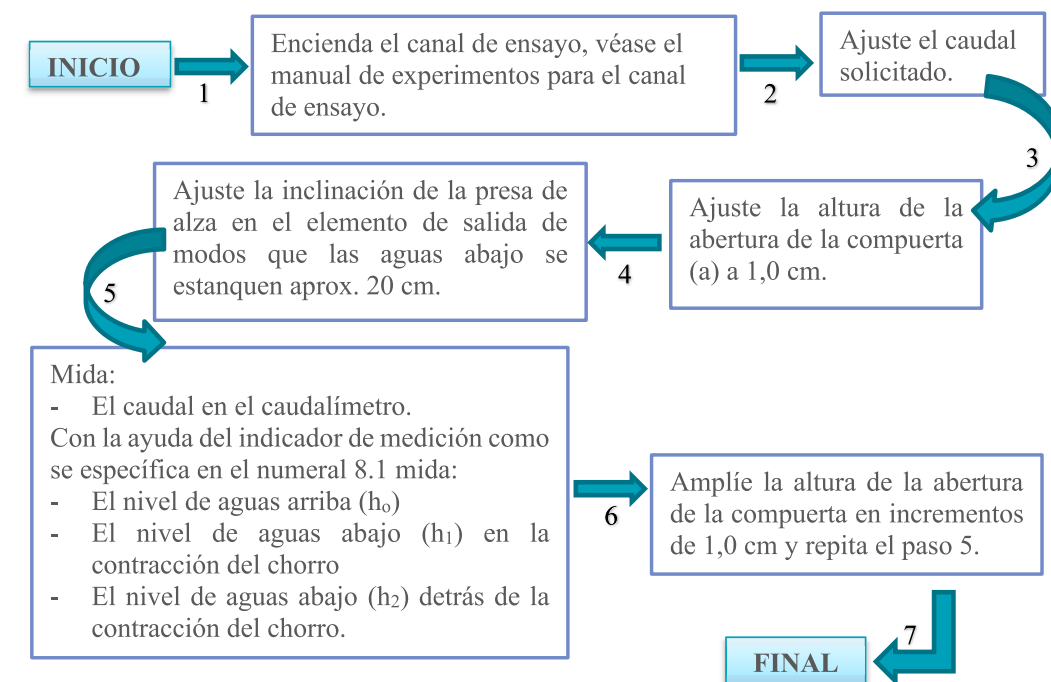 INICIO
1
Encienda el canal de ensayo, véase el
manual de experimentos para el canal
de ensayo.
2
Ajuste el caudal
solicitado.
3
Ajuste la altura de la
abertura de la compuerta
(a) a 1,0 cm.
4
Ajuste la inclinación de la presa de
alza en el elemento de salida de
modos que las aguas abajo se
estanquen aprox. 20 cm.
5
Mida:
- El caudal en el caudalímetro.
Con la ayuda del indicador de medición como
se específica en el numeral 8.1 mida:
- El nivel de aguas arriba (h₀)
- El nivel de aguas abajo (h₁) en la
contracción del chorro
- El nivel de aguas abajo (h₂) detrás de la
contracción del chorro.
6
Amplíe la altura de la abertura
de la compuerta en incrementos
de 1,0 cm y repita el paso 5.
7
FINAL